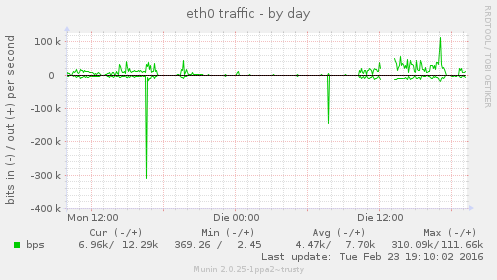 eth0 traffic - by day
RRDTOOL / TOBI OETIKER
bits in (-) / out (+) per second
100 k
0
-100 k
-200 k
-300 k
-400 k
Mon 12:00 Die 00:00 Die 12:00
Cur (-/+) Min (-/+) Avg (-/+) Max (-/+)
bps 6.96k/ 12.29k 369.26 / 2.45 4.47k/ 7.70k 310.09k/111.66k
Last update: Tue Feb 23 19:10:02 2016
Munin 2.0.25-1ppa2~trusty